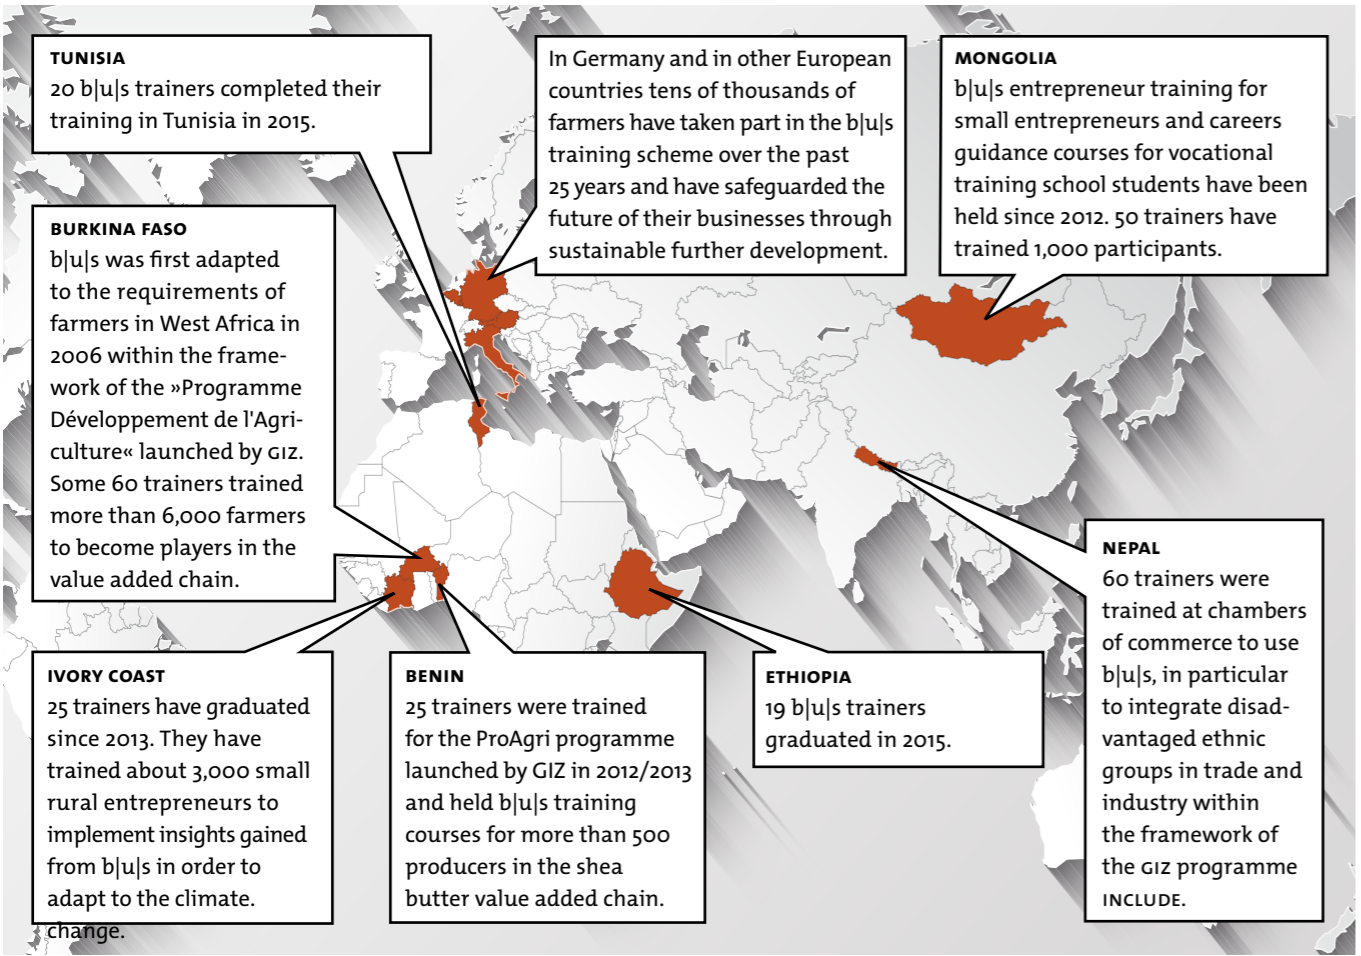 TUNISIA
20 b|u|s trainers completed their
training in Tunisia in 2015.
In Germany and in other European
countries tens of thousands of
farmers have taken part in the b|u|s
training scheme over the past
25 years and have safeguarded the
future of their businesses through
sustainable further development.
MONGOLIA
b|u|s entrepreneur training for
small entrepreneurs and careers
guidance courses for vocational
training school students have been
held since 2012. 50 trainers have
trained 1,000 participants.
BURKINA FASO
b|u|s was first adapted
to the requirements of
farmers in West Africa in
2006 within the frame-
work of the »Programme
Développement de l'Agri-
culture« launched by GIZ.
Some 60 trainers trained
more than 6,000 farmers
to become players in the
value added chain.
NEPAL
60 trainers were
trained at chambers
of commerce to use
b|u|s, in particular
to integrate disad-
vantaged ethnic
groups in trade and
industry within
the framework of
the GIZ programme
INCLUDE.
IVORY COAST
25 trainers have graduated
since 2013. They have
trained about 3,000 small
rural entrepreneurs to
implement insights gained
from b|u|s in order to
adapt to the climate.
change.
BENIN
25 trainers were trained
for the ProAgri programme
launched by GIZ in 2012/2013
and held b|u|s training
courses for more than 500
producers in the shea
butter value added chain.
ETHIOPIA
19 b|u|s trainers
graduated in 2015.